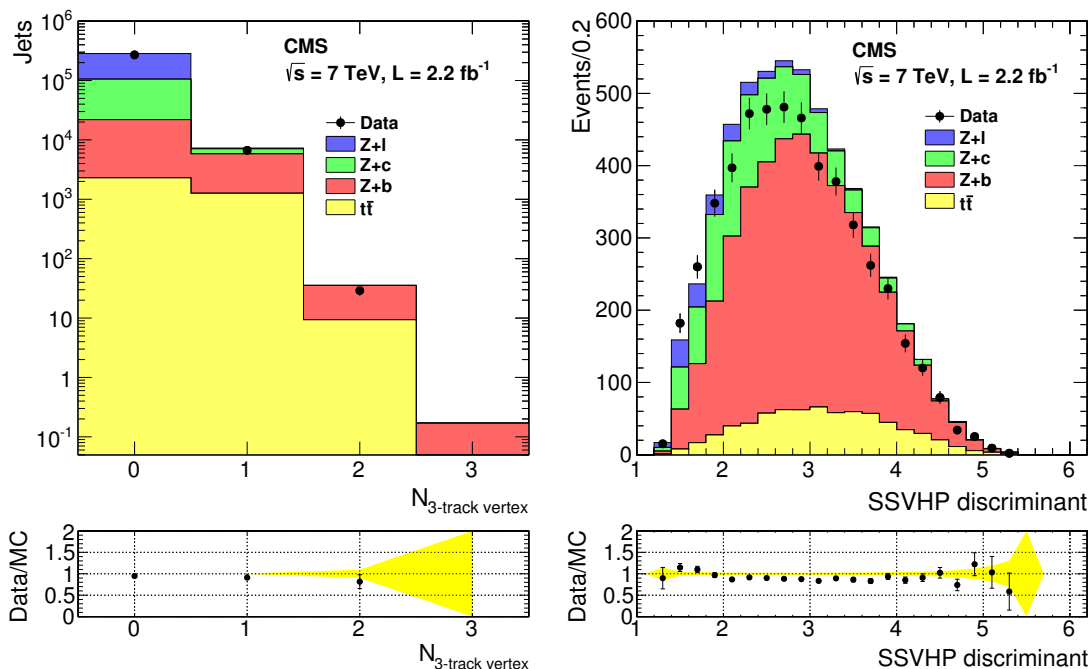 Jets
10^6
10^5
10^4
10^3
10^2
10
1
10^-1
CMS
√s = 7 TeV, L = 2.2 fb^-1
Data
Z+l
Z+c
Z+b
tt̄
0 1 2 3
N_3-track vertex
Data/MC
2
1.5
1
0.5
0
0 1 2 3
N_3-track vertex
Events/0.2
600
500
400
300
200
100
0
CMS
√s = 7 TeV, L = 2.2 fb^-1
Data
Z+l
Z+c
Z+b
tt̄
1 2 3 4 5 6
SSVHP discriminant
Data/MC
2
1.5
1
0.5
0
1 2 3 4 5 6
SSVHP discriminant